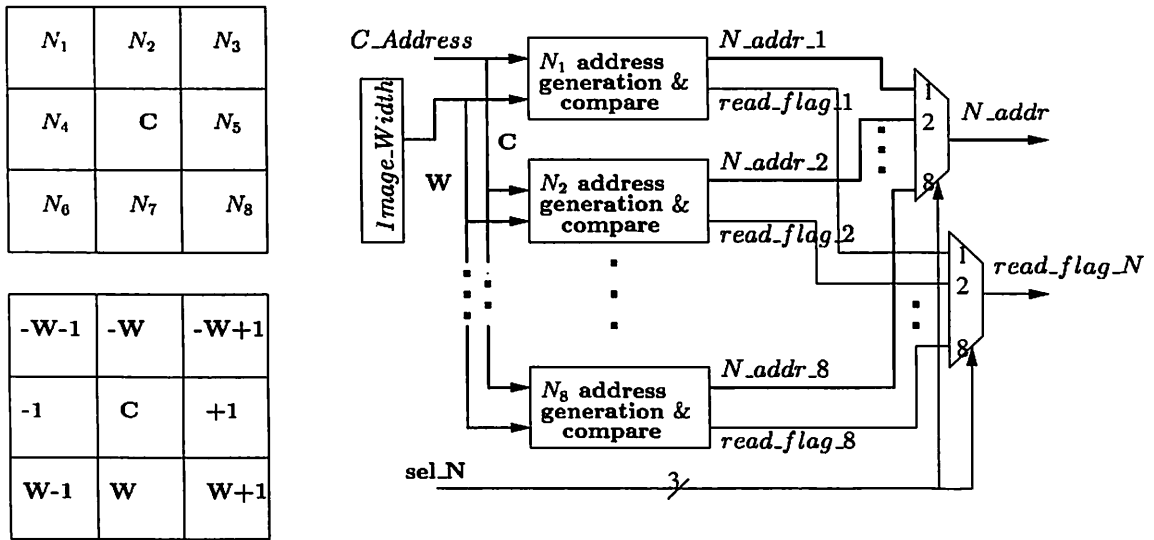 N₁ N₂ N₃
N₄ C N₅
N₆ N₇ N₈
-W-1 -W -W+1
-1 C +1
W-1 W W+1
C_Address
Image_Width
W
C
N₁ address
generation &
compare
N_addr_1
read_flag_1
N₂ address
generation &
compare
N_addr_2
read_flag_2
N₈ address
generation &
compare
N_addr_8
read_flag_8
1
2
8
N_addr
1
2
8
read_flag_N
sel_N
3